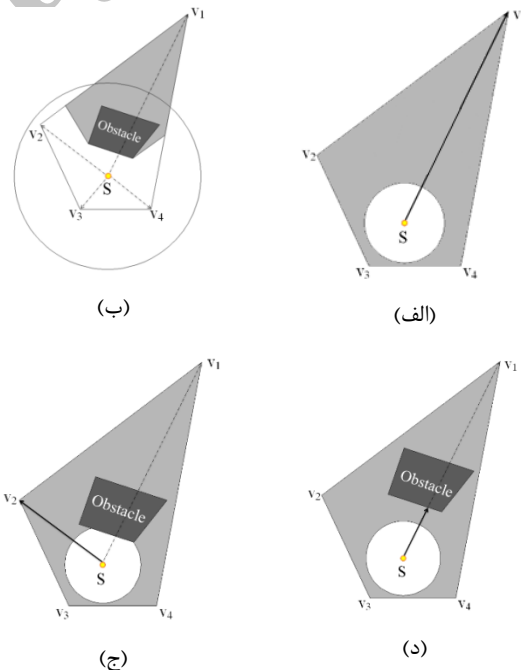 V₁
Obstacle
V₂
S
V₃
V₄
(ب)
V
V₂
S
V₃
V₄
(الف)
V₁
Obstacle
V₂
S
V₃
V₄
(ج)
V₁
Obstacle
V₂
S
V₃
V₄
(د)